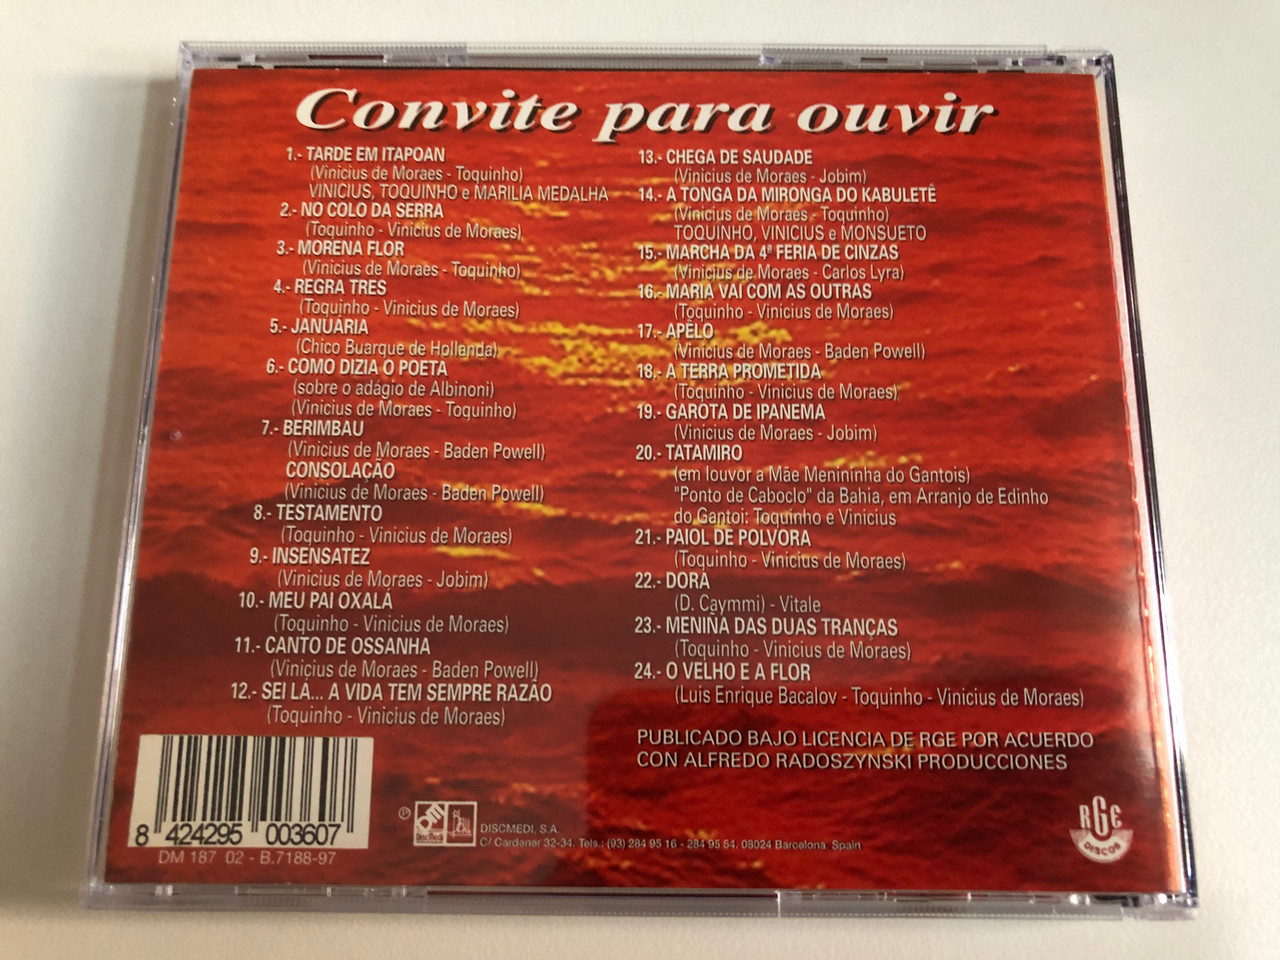 Convite para ouvir
1.- TARDE EM ITAPOAN
(Vinicius de Moraes - Toquinho)
VINICIUS, TOQUINHO e MARILIA MEDALHA
2.- NO COLO DA SERRA
(Toquinho - Vinicius de Moraes)
3.- MORENA FLOR
(Vinicius de Moraes - Toquinho)
4.- REGRA TRES
(Toquinho - Vinicius de Moraes)
5.- JANUÁRIA
(Chico Buarque de Hollenda)
6.- COMO DIZIA O POETA
(sobre o adágio de Albinoni)
(Vinicius de Moraes - Toquinho)
7.- BERIMBAU
(Vinicius de Moraes - Baden Powell)
CONSOLAÇÃO
(Vinicius de Moraes - Baden Powell)
8.- TESTAMENTO
(Toquinho - Vinicius de Moraes)
9.- INSENSATEZ
(Vinicius de Moraes - Jobim)
10.- MEU PAI OXALÁ
(Toquinho - Vinicius de Moraes)
11.- CANTO DE OSSANHA
(Vinicius de Moraes - Baden Powell)
12.- SEI LÁ... A VIDA TEM SEMPRE RAZÃO
(Toquinho - Vinicius de Moraes)
13.- CHEGA DE SAUDADE
(Vinicius de Moraes - Jobim)
14.- A TONGA DA MIRONGA DO KABULETÊ
(Vinicius de Moraes - Toquinho)
TOQUINHO, VINICIUS e MONSUETO
15.- MARCHA DA 4ª FERIA DE CINZAS
(Vinicius de Moraes - Carlos Lyra)
16.- MARIA VAI COM AS OUTRAS
(Toquinho - Vinicius de Moraes)
17.- APÊLO
(Vinicius de Moraes - Baden Powell)
18.- A TERRA PROMETIDA
(Toquinho - Vinicius de Moraes)
19.- GAROTA DE IPANEMA
(Vinicius de Moraes - Jobim)
20.- TATAMIRO
(em louvor a Mãe Menininha do Gantois)
"Ponto de Caboclo" da Bahia, em Arranjo de Edinho
do Gantoi: Toquinho e Vinicius
21.- PAIOL DE POLVORA
(Toquinho - Vinicius de Moraes)
22.- DORÁ
(D. Caymmi) - Vitale
23.- MENIÑA DAS DUAS TRANÇAS
(Toquinho - Vinicius de Moraes)
24.- O VELHO E A FLOR
(Luis Enrique Bacalov - Toquinho - Vinicius de Moraes)
PUBLICADO BAJO LICENCIA DE RGE POR ACUERDO
CON ALFREDO RADOSZYNSKI PRODUCCIONES
8 424295 003607
DM 187 02 - B.7188-97
℗
DISCMEDI, S.A.
C/ Cardener 32-34. Tels.: (93) 284 95 16 - 284 95 54. 08024 Barcelona. Spain
RGE
DISCOS